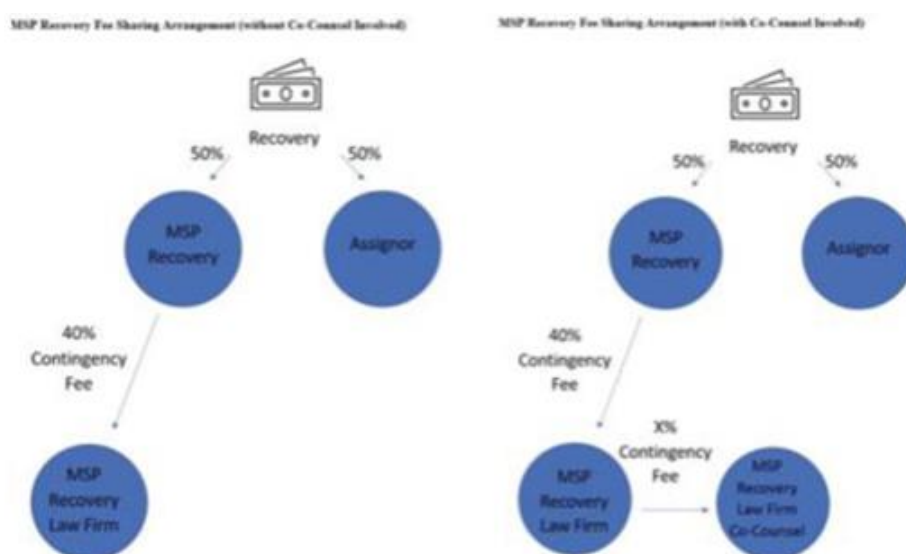 MSP Recovery Fee Sharing Arrangement (without Co-Counsel Involved)
Recovery
50%
50%
MSP
Recovery
Assignor
40%
Contingency
Fee
MSP
Recovery
Law Firm
MSP Recovery Fee Sharing Arrangement (with Co-Counsel Involved)
Recovery
50%
50%
MSP
Recovery
Assignor
40%
Contingency
Fee
X%
Contingency
Fee
MSP
Recovery
Law Firm
MSP
Recovery
Law Firm
Co-Counsel